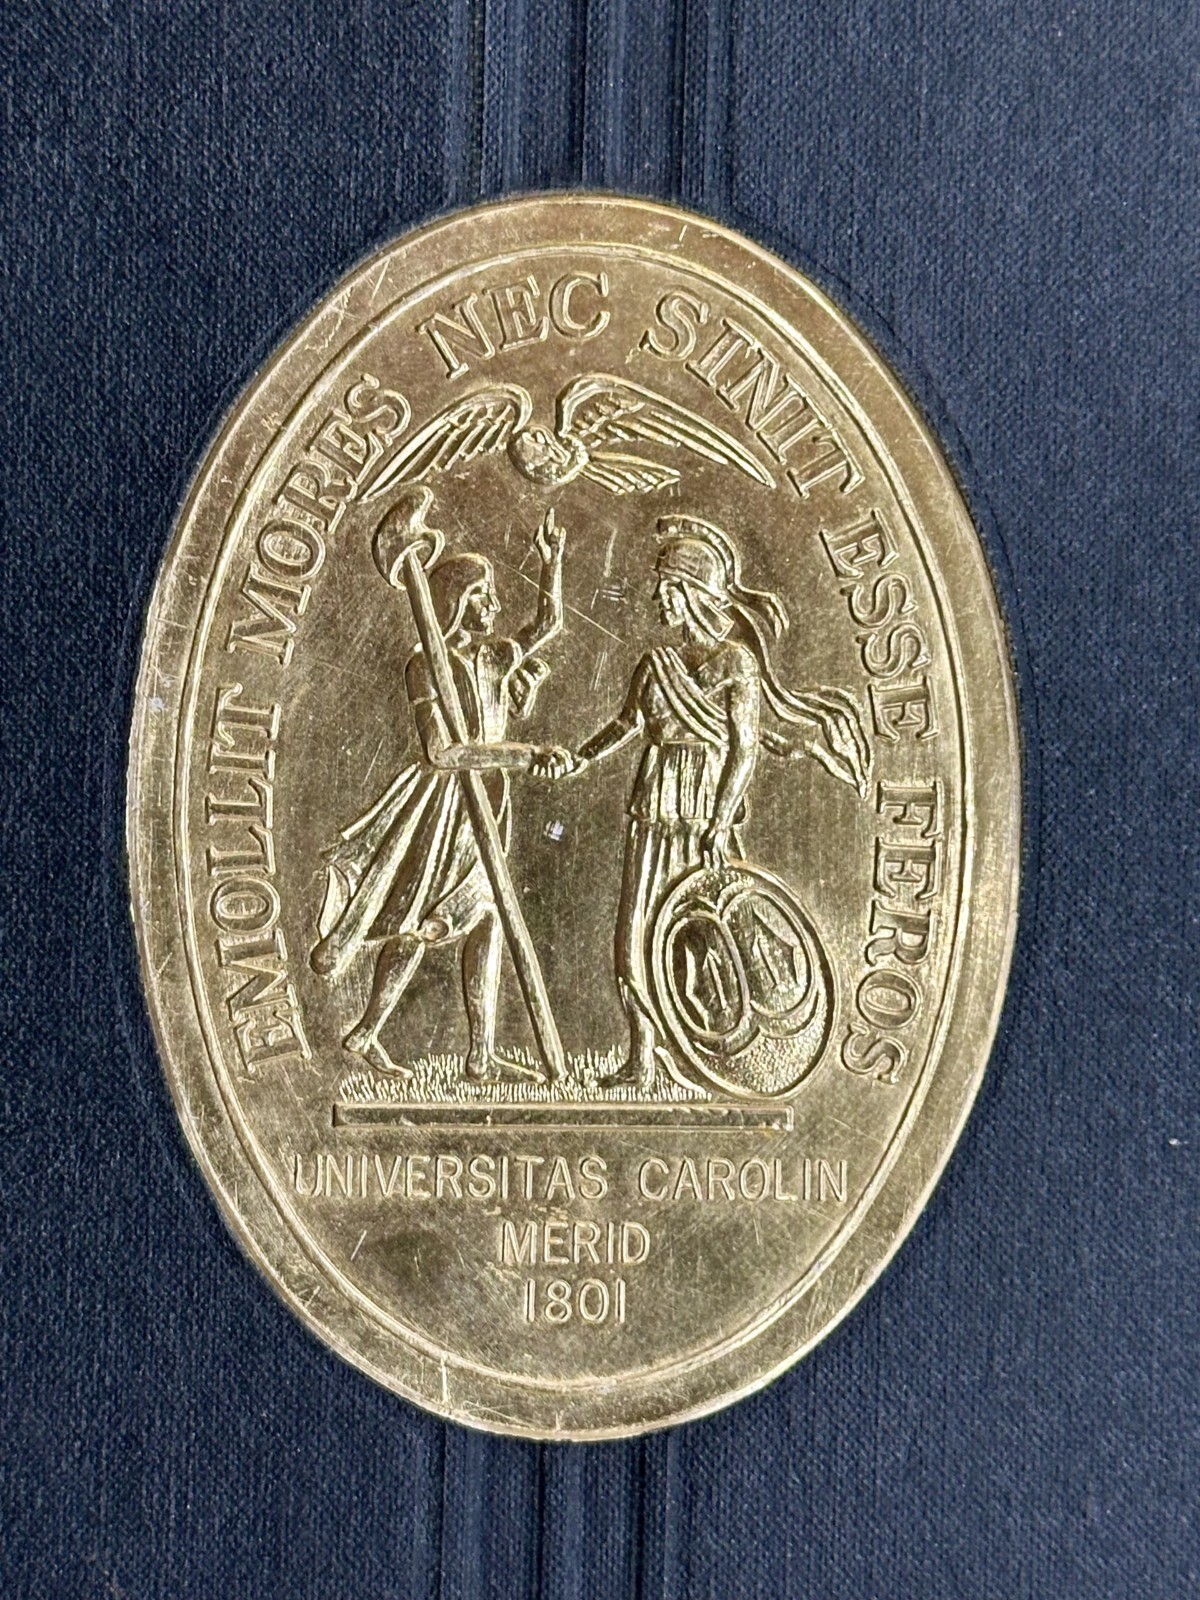 EMOLLIT MORES NEC SINIT ESSE FEROS
UNIVERSITAS CAROLIN
MERID
1801